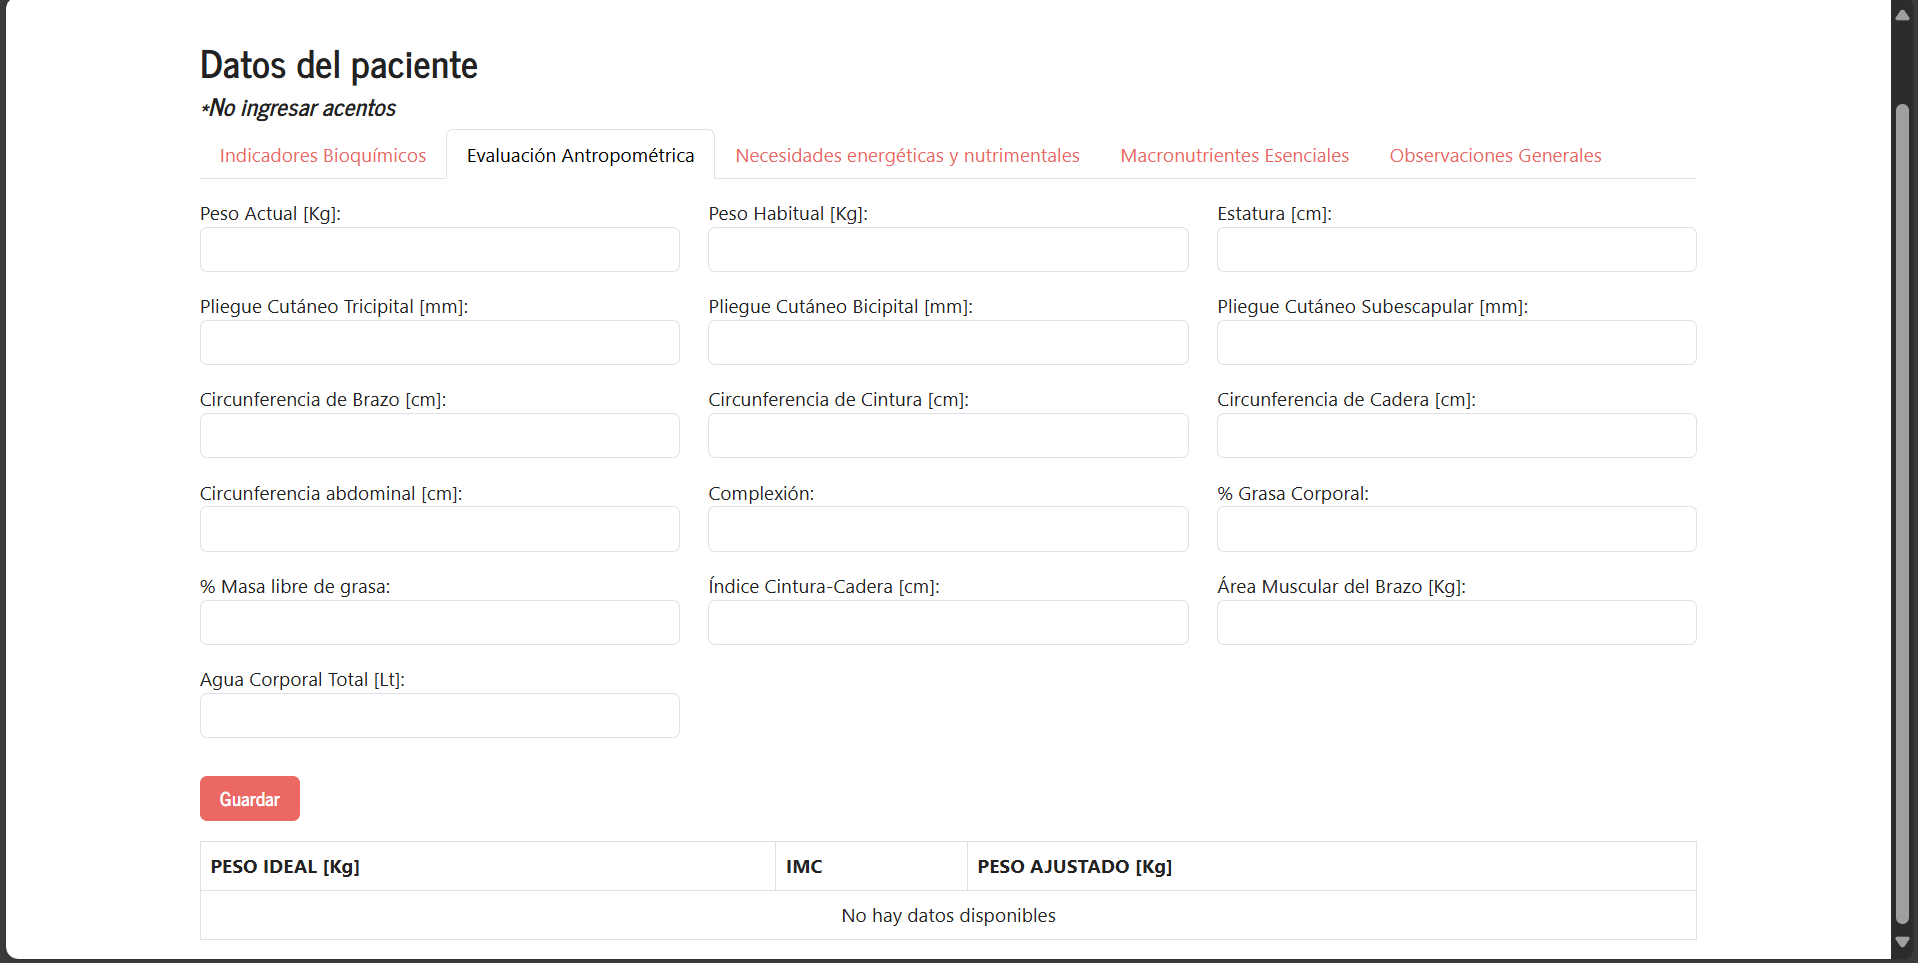 Datos del paciente
*No ingresar acentos
Indicadores Bioquímicos Evaluación Antropométrica Necesidades energéticas y nutrimentales Macronutrientes Esenciales Observaciones Generales
Peso Actual [Kg]: Peso Habitual [Kg]: Estatura [cm]:
Pliegue Cutáneo Tricipital [mm]: Pliegue Cutáneo Bicipital [mm]: Pliegue Cutáneo Subescapular [mm]:
Circunferencia de Brazo [cm]: Circunferencia de Cintura [cm]: Circunferencia de Cadera [cm]:
Circunferencia abdominal [cm]: Complexión: % Grasa Corporal:
% Masa libre de grasa: Índice Cintura-Cadera [cm]: Área Muscular del Brazo [Kg]:
Agua Corporal Total [Lt]:
Guardar
PESO IDEAL [Kg] IMC PESO AJUSTADO [Kg]
No hay datos disponibles